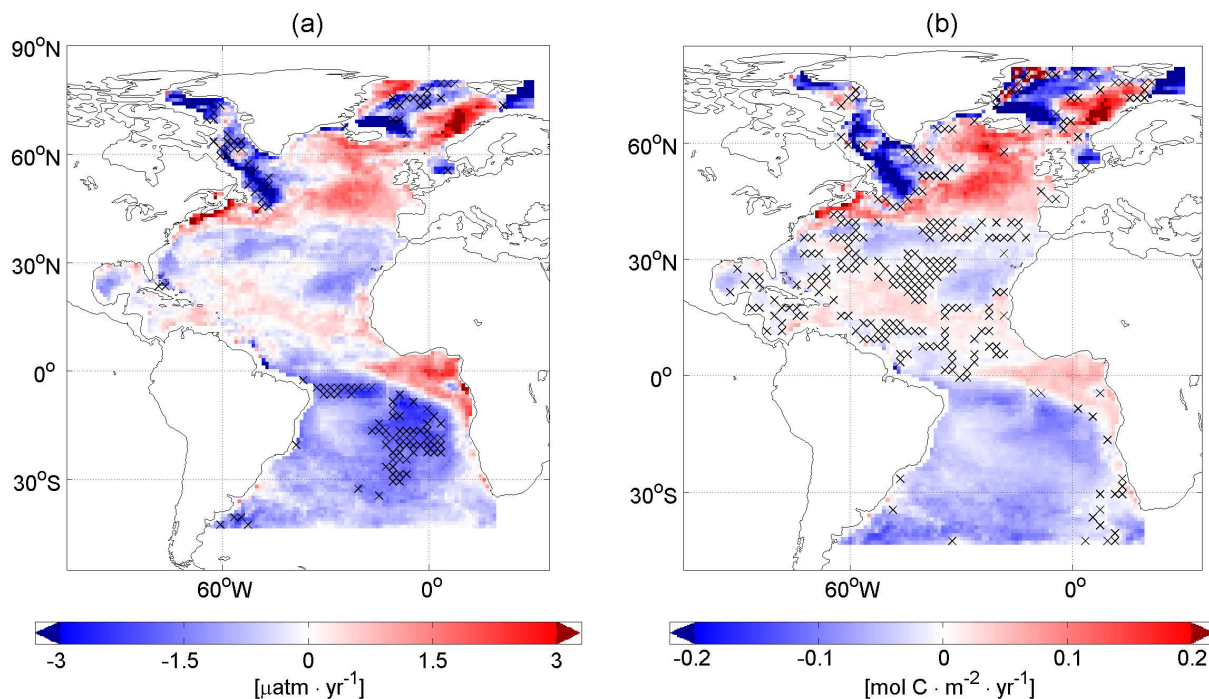 (a)
(b)
90°N
60°N
30°N
0°
30°S
60°W
0°
60°N
30°N
0°
30°S
60°W
0°
-3 -1.5 0 1.5 3
[µatm · yr⁻¹]
-0.2 -0.1 0 0.1 0.2
[mol C · m⁻² · yr⁻¹]